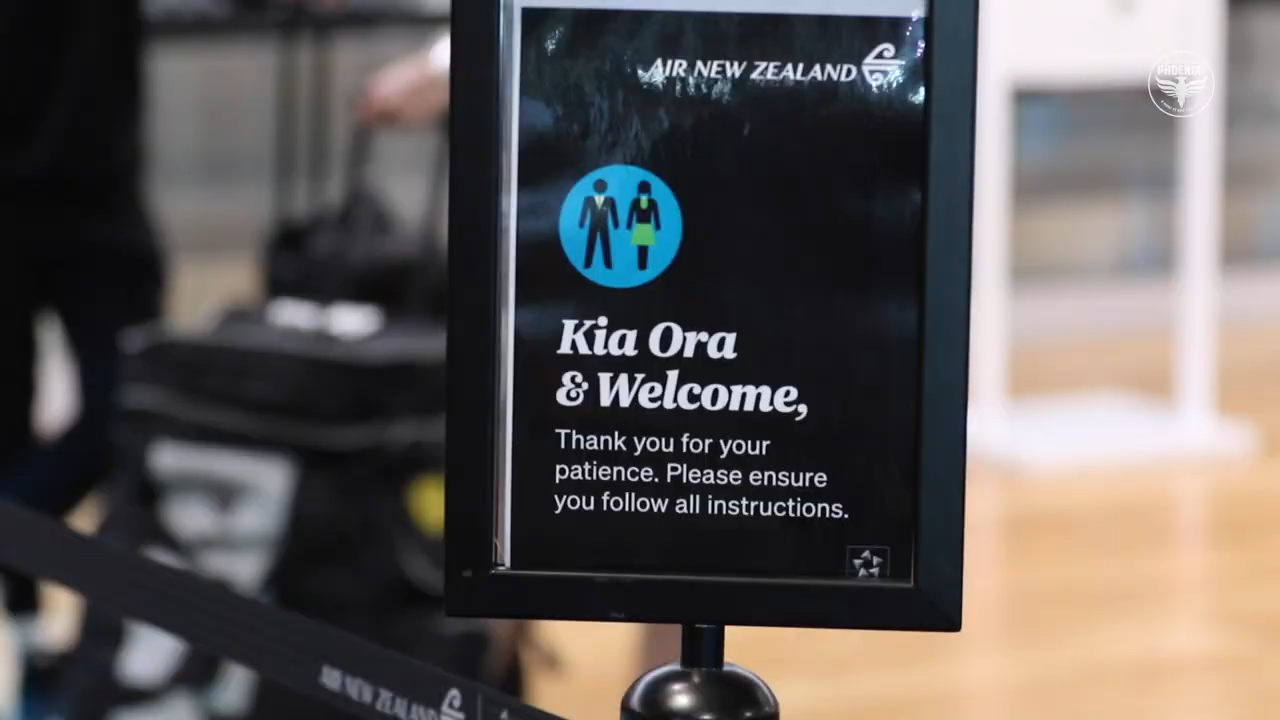 AIR NEW ZEALAND
PHOENIX
Kia Ora
& Welcome,
Thank you for your
patience. Please ensure
you follow all instructions.
AIR NEW ZEALAND